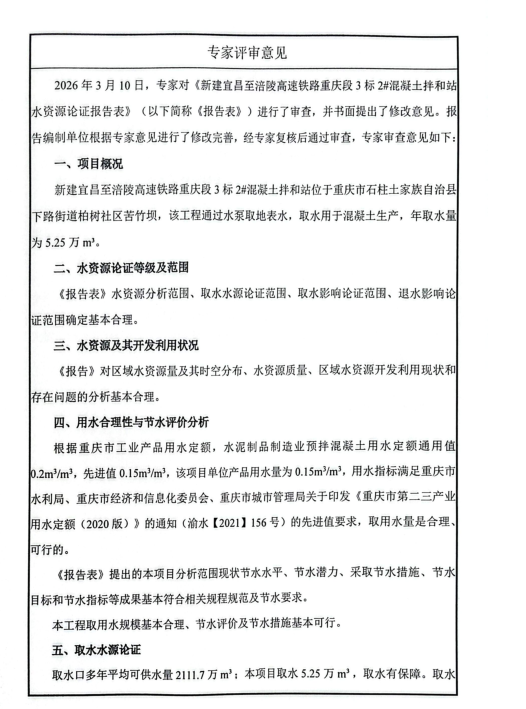 专家评审意见
2026 年 3 月 10 日，专家对《新建宜昌至涪陵高速铁路重庆段 3 标 2#混凝土拌和站
水资源论证报告表》（以下简称《报告表》）进行了审查，并书面提出了修改意见。报
告编制单位根据专家意见进行了修改完善，经专家复核后通过审查，专家审查意见如下：
一、项目概况
新建宜昌至涪陵高速铁路重庆段 3 标 2#混凝土拌和站位于重庆市石柱土家族自治县
下路街道柏树社区苦竹坝，该工程通过水泵取地表水，取水用于混凝土生产，年取水量
为 5.25 万 m³。
二、水资源论证等级及范围
《报告表》水资源分析范围、取水水源论证范围、取水影响论证范围、退水影响论
证范围确定基本合理。
三、水资源及其开发利用状况
《报告》对区域水资源量及其时空分布、水资源质量、区域水资源开发利用现状和
存在问题的分析基本合理。
四、用水合理性与节水评价分析
根据重庆市工业产品用水定额，水泥制品制造业预拌混凝土用水定额通用值
0.2m³/m³，先进值 0.15m³/m³，该项目单位产品用水量为 0.15m³/m³，用水指标满足重庆市
水利局、重庆市经济和信息化委员会、重庆市城市管理局关于印发《重庆市第二三产业
用水定额（2020 版）》的通知（渝水【2021】156 号）的先进值要求，取用水量是合理、
可行的。
《报告表》提出的本项目分析范围现状节水水平、节水潜力、采取节水措施、节水
目标和节水指标等成果基本符合相关规程规范及节水要求。
本工程取用水规模基本合理、节水评价及节水措施基本可行。
五、取水水源论证
取水口多年平均可供水量 2111.7 万 m³；本项目取水 5.25 万 m³，取水有保障。取水